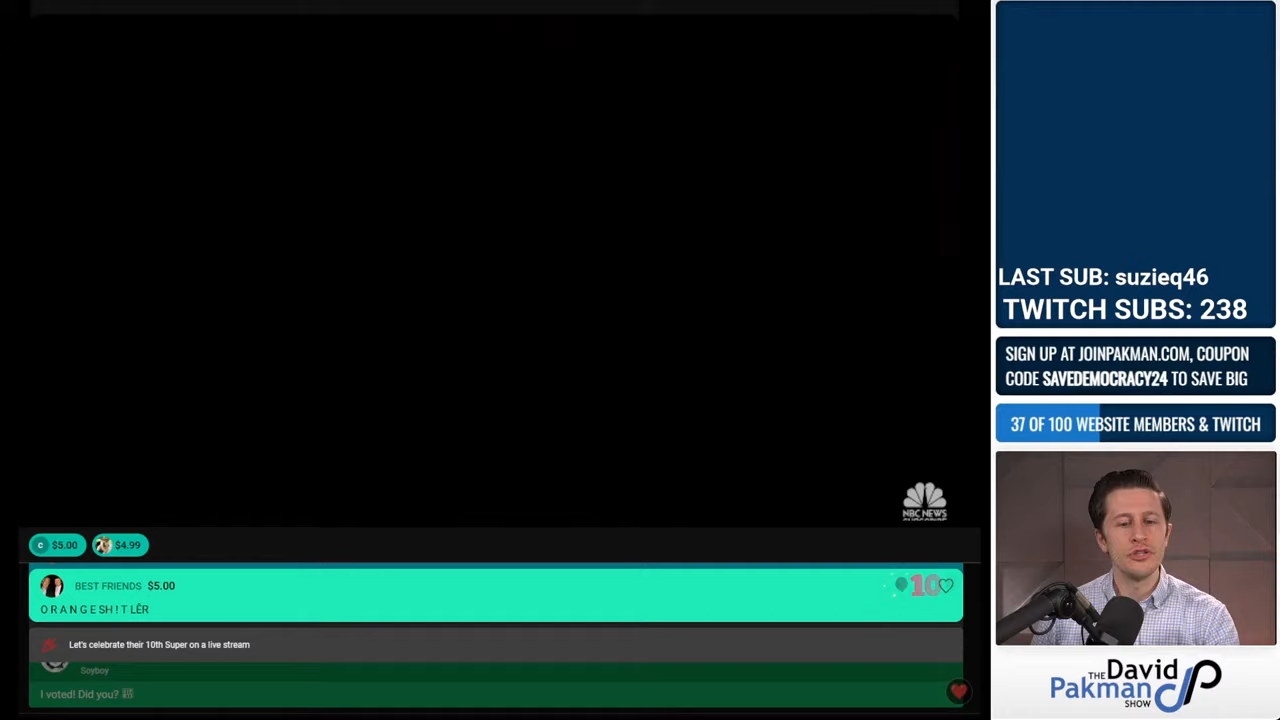 NBC NEWS
C $5.00 $4.99
BEST FRIENDS $5.00
O R A N G E SH ! T LÊR
10
Let's celebrate their 10th Super on a live stream
Soyboy
I voted! Did you?
LAST SUB: suzieq46
TWITCH SUBS: 238
SIGN UP AT JOINPAKMAN.COM, COUPON
CODE SAVEDEMOCRACY24 TO SAVE BIG
37 OF 100 WEBSITE MEMBERS & TWITCH
THE David
Pakman
SHOW